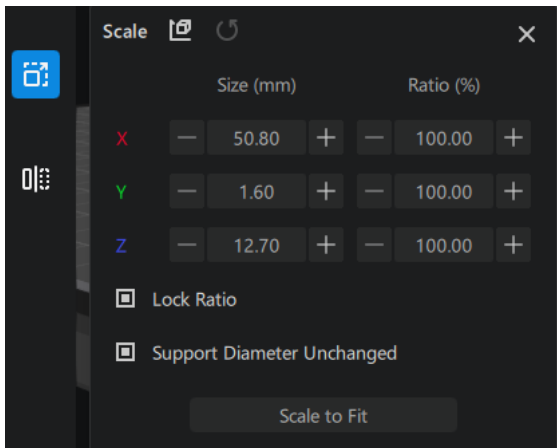 Scale
Size (mm) Ratio (%)
X 50.80 100.00
Y 1.60 100.00
Z 12.70 100.00
Lock Ratio
Support Diameter Unchanged
Scale to Fit